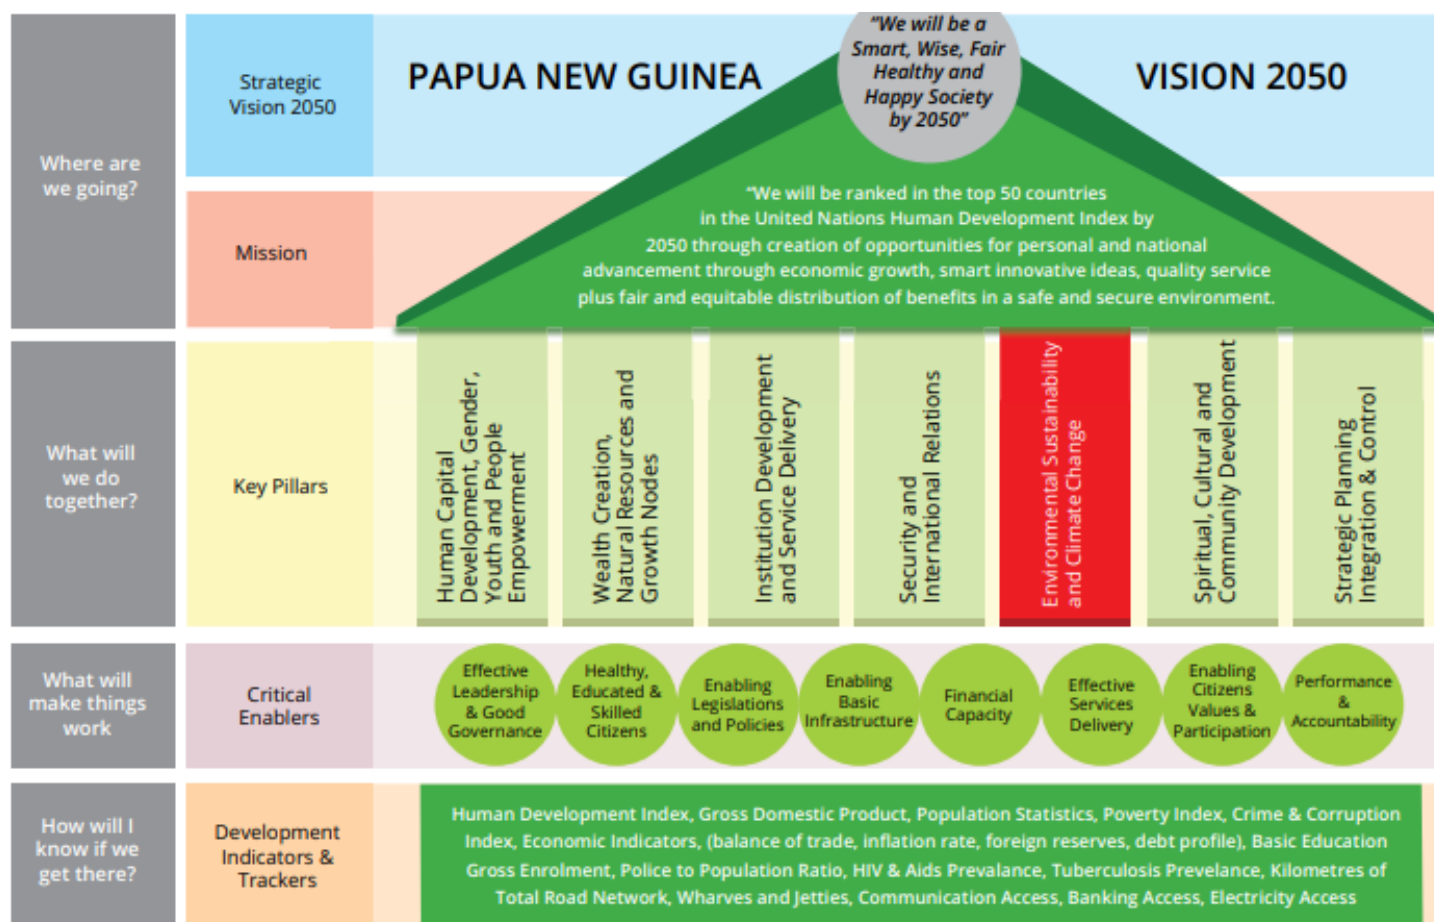 Where are
we going?
Strategic
Vision 2050
PAPUA NEW GUINEA
"We will be a
Smart, Wise, Fair
Healthy and
Happy Society
by 2050"
VISION 2050
Mission
"We will be ranked in the top 50 countries
in the United Nations Human Development Index by
2050 through creation of opportunities for personal and national
advancement through economic growth, smart innovative ideas, quality service
plus fair and equitable distribution of benefits in a safe and secure environment.
What will
we do
together?
Key Pillars
Human Capital
Development, Gender,
Youth and People
Empowerment
Wealth Creation,
Natural Resources and
Growth Nodes
Institution Development
and Service Delivery
Security and
International Relations
Environmental Sustainability
and Climate Change
Spiritual, Cultural and
Community Development
Strategic Planning
Integration & Control
What will
make things
work
Critical
Enablers
Effective
Leadership
& Good
Governance
Healthy,
Educated &
Skilled
Citizens
Enabling
Legislations
and Policies
Enabling
Basic
Infrastructure
Financial
Capacity
Effective
Services
Delivery
Enabling
Citizens
Values &
Participation
Performance
&
Accountability
How will I
know if we
get there?
Development
Indicators &
Trackers
Human Development Index, Gross Domestic Product, Population Statistics, Poverty Index, Crime & Corruption
Index, Economic Indicators, (balance of trade, inflation rate, foreign reserves, debt profile), Basic Education
Gross Enrolment, Police to Population Ratio, HIV & Aids Prevalance, Tuberculosis Prevelance, Kilometres of
Total Road Network, Wharves and Jetties, Communication Access, Banking Access, Electricity Access